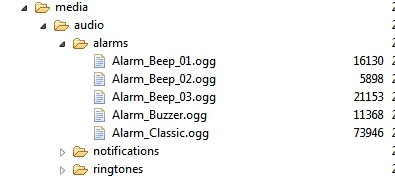 media
audio
alarms
Alarm_Beep_01.ogg 16130
Alarm_Beep_02.ogg 5898
Alarm_Beep_03.ogg 21153
Alarm_Buzzer.ogg 11368
Alarm_Classic.ogg 73946
notifications
ringtones